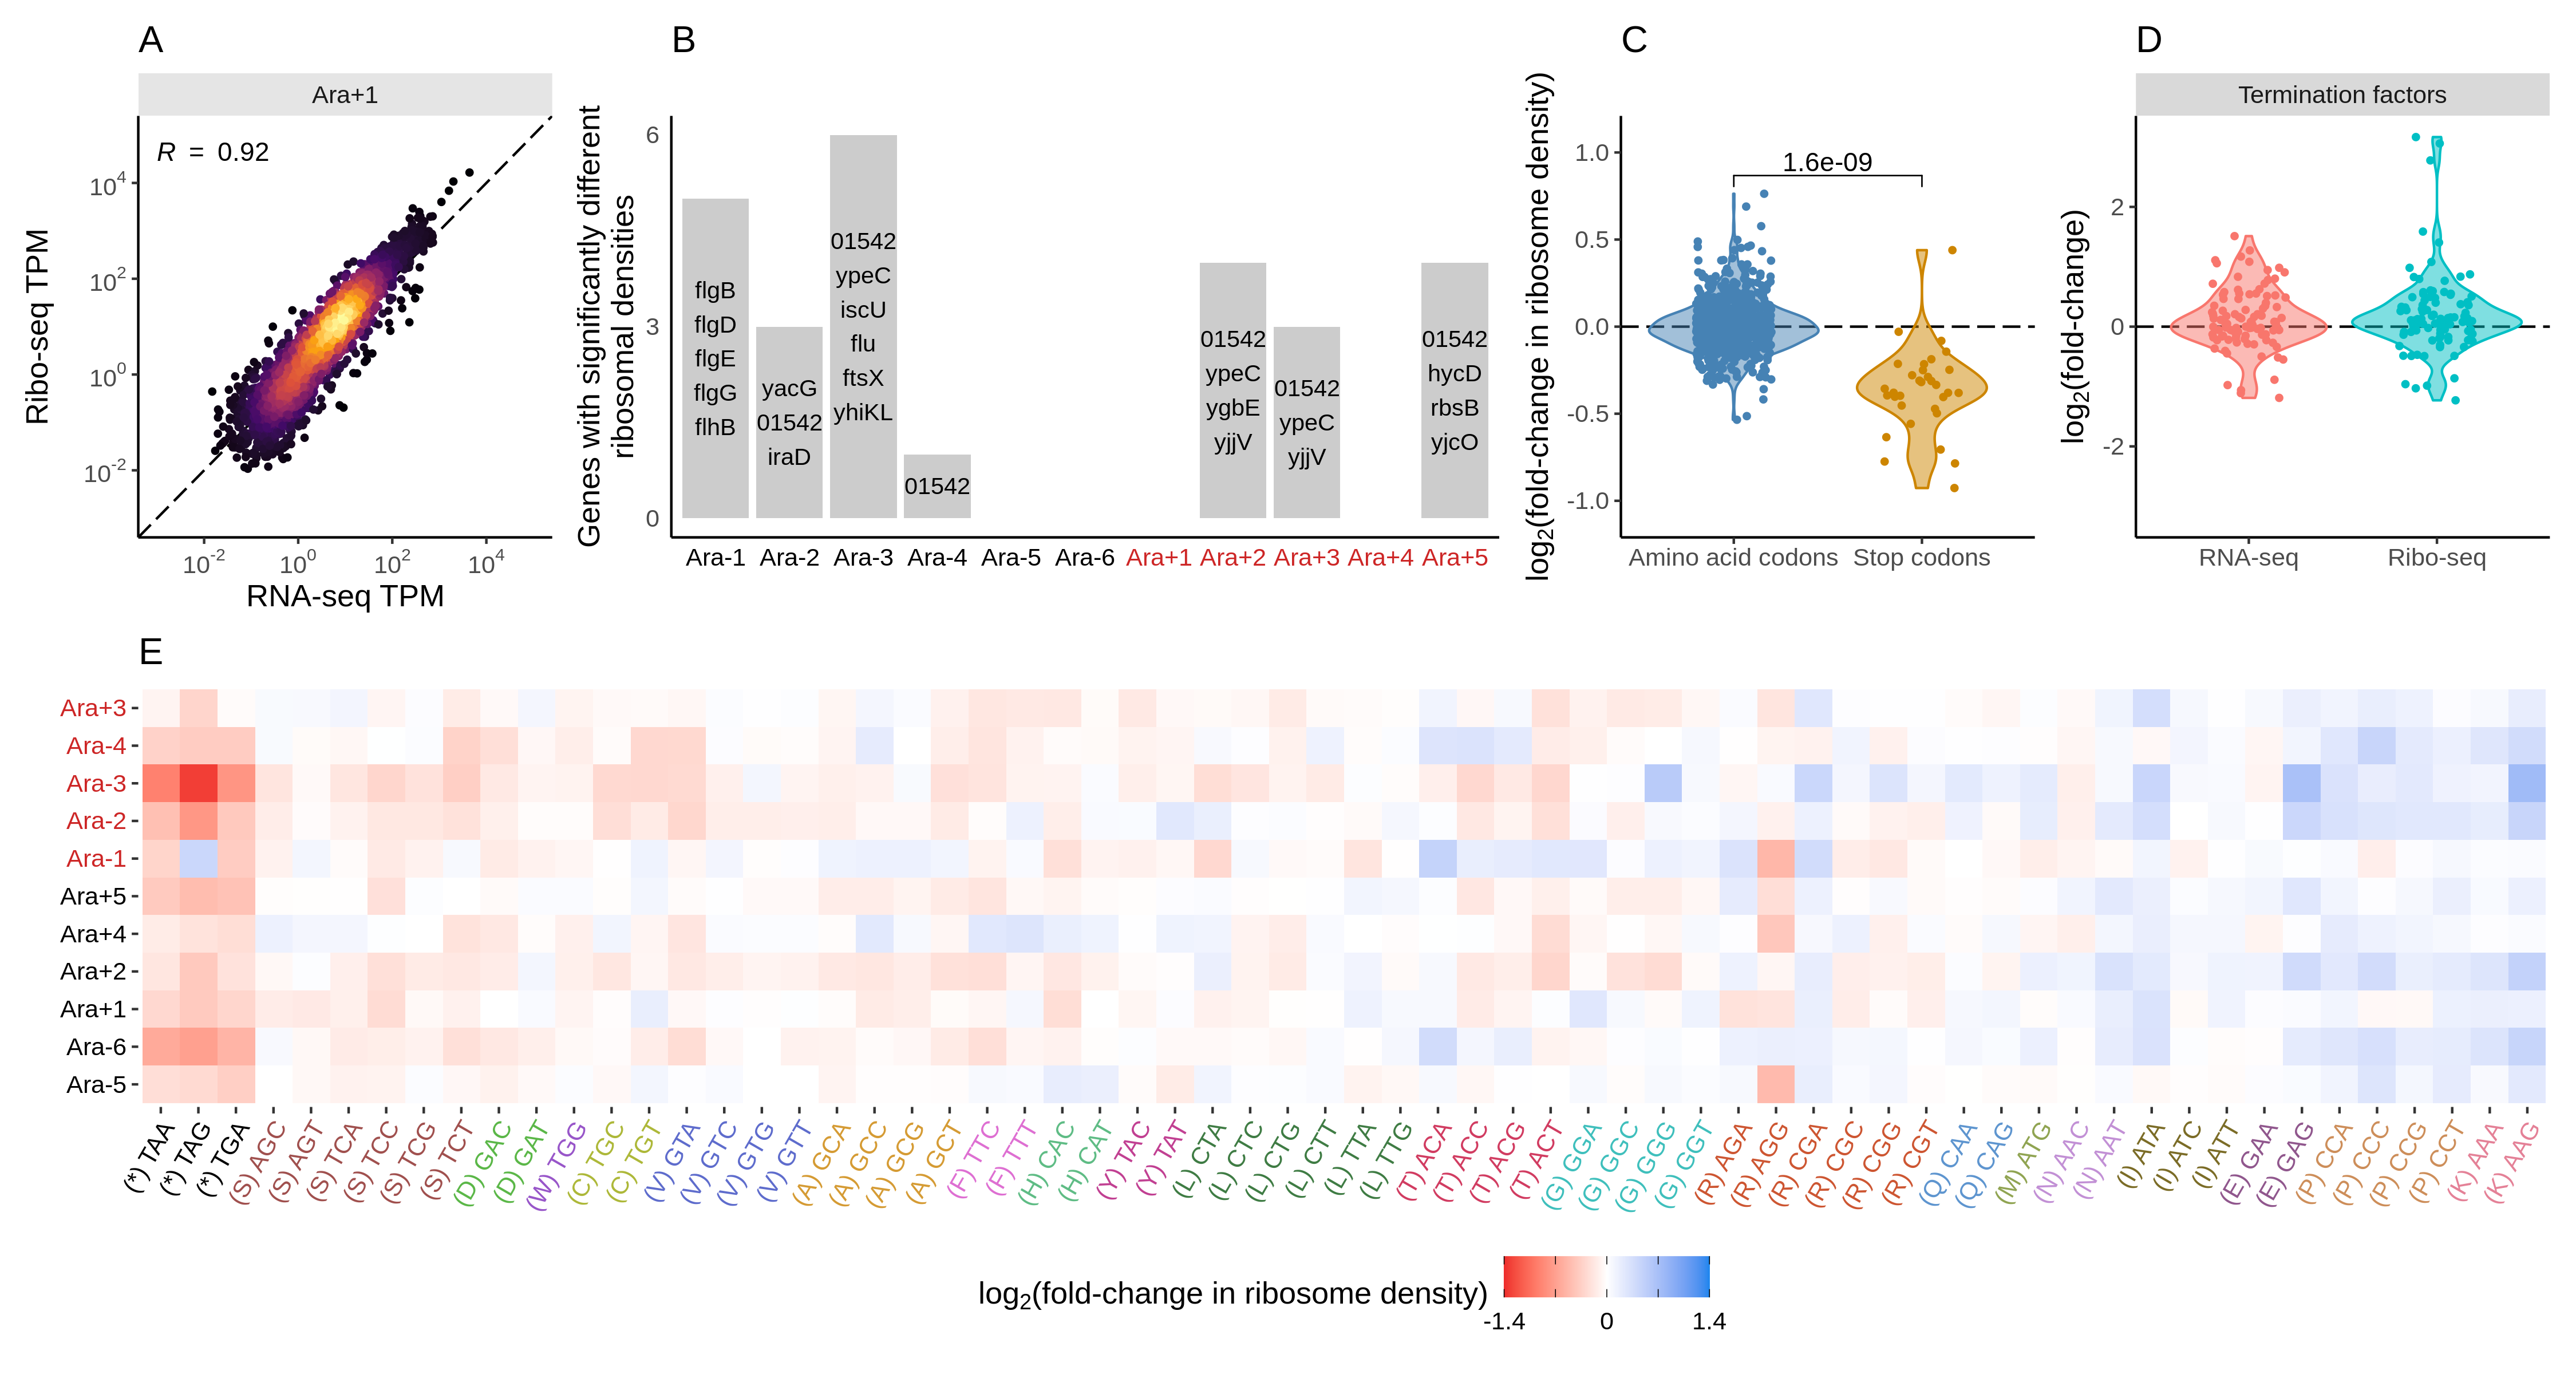 A
Ara+1
R = 0.92
Ribo-seq TPM
10^4
10^2
10^0
10^-2
10^-2 10^0 10^2 10^4
RNA-seq TPM
B
Genes with significantly different
ribosomal densities
6
3
0
flgB
flgD
flgE
flgG
flhB
yacG
01542
iraD
01542
ypeC
iscU
flu
ftsX
yhiKL
01542
01542
ypeC
ygbE
yjjV
01542
ypeC
yjjV
01542
hycD
rbsB
yjcO
Ara-1 Ara-2 Ara-3 Ara-4 Ara-5 Ara-6 Ara+1 Ara+2 Ara+3 Ara+4 Ara+5
C
log2(fold-change in ribosome density)
1.0
0.5
0.0
-0.5
-1.0
1.6e-09
Amino acid codons Stop codons
D
Termination factors
log2(fold-change)
2
0
-2
RNA-seq Ribo-seq
E
Ara+3
Ara-4
Ara-3
Ara-2
Ara-1
Ara+5
Ara+4
Ara+2
Ara+1
Ara-6
Ara-5
(*) TAA
(*) TAG
(*) TGA
(S) AGC
(S) AGT
(S) TCA
(S) TCC
(S) TCG
(S) TCT
(D) GAC
(D) GAT
(W) TGG
(C) TGC
(C) TGT
(V) GTA
(V) GTC
(V) GTG
(V) GTT
(A) GCA
(A) GCC
(A) GCG
(A) GCT
(F) TTC
(F) TTT
(H) CAC
(H) CAT
(Y) TAC
(Y) TAT
(L) CTA
(L) CTC
(L) CTG
(L) CTT
(L) TTA
(L) TTG
(T) ACA
(T) ACC
(T) ACG
(T) ACT
(G) GGA
(G) GGC
(G) GGG
(G) GGT
(R) AGA
(R) AGG
(R) CGA
(R) CGC
(R) CGG
(R) CGT
(Q) CAA
(Q) CAG
(M) ATG
(N) AAC
(N) AAT
(I) ATA
(I) ATC
(I) ATT
(E) GAA
(E) GAG
(P) CCA
(P) CCC
(P) CCG
(P) CCT
(K) AAA
(K) AAG
log2(fold-change in ribosome density)
-1.4 0 1.4